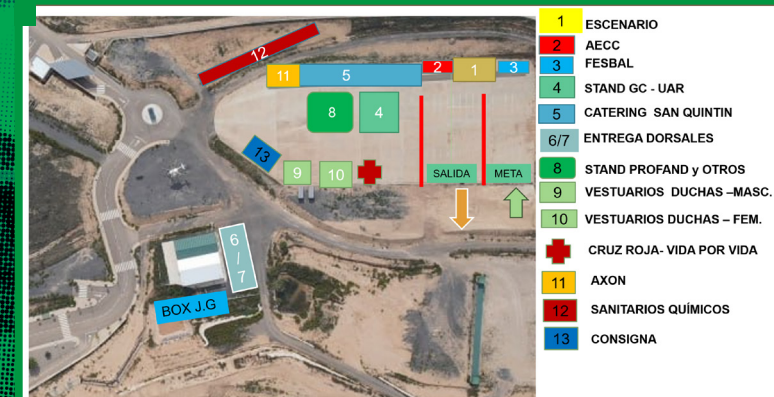 12
11
5
2
1
3
8
4
13
9
10
SALIDA
META
6
/
7
BOX J.G
1 ESCENARIO
2 AECC
3 FESBAL
4 STAND GC - UAR
5 CATERING SAN QUINTIN
6/7 ENTREGA DORSALES
8 STAND PROFAND y OTROS
9 VESTUARIOS DUCHAS –MASC.
10 VESTUARIOS DUCHAS – FEM.
CRUZ ROJA- VIDA POR VIDA
11 AXON
12 SANITARIOS QUÍMICOS
13 CONSIGNA